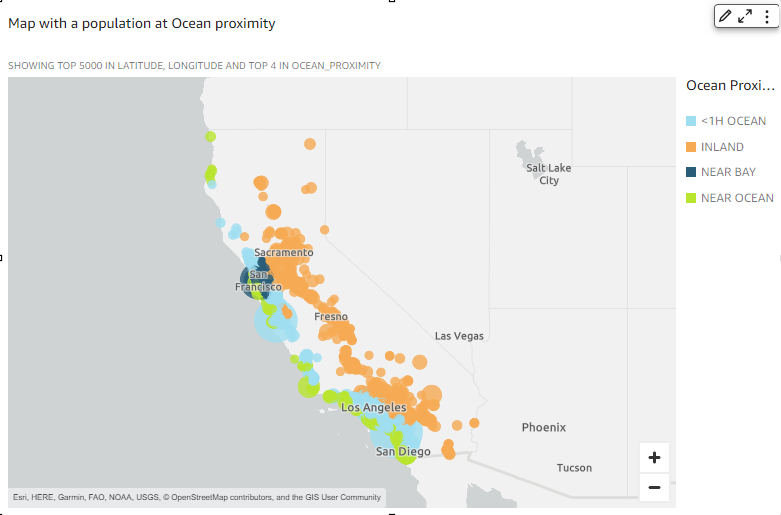 Map with a population at Ocean proximity
SHOWING TOP 5000 IN LATITUDE, LONGITUDE AND TOP 4 IN OCEAN_PROXIMITY
Ocean Proxi...
<1H OCEAN
INLAND
NEAR BAY
NEAR OCEAN
Salt Lake
City
Sacramento
San
Francisco
Fresno
Las Vegas
Los Angeles
Phoenix
San Diego
Tucson
+
−
Esri, HERE, Garmin, FAO, NOAA, USGS, © OpenStreetMap contributors, and the GIS User Community